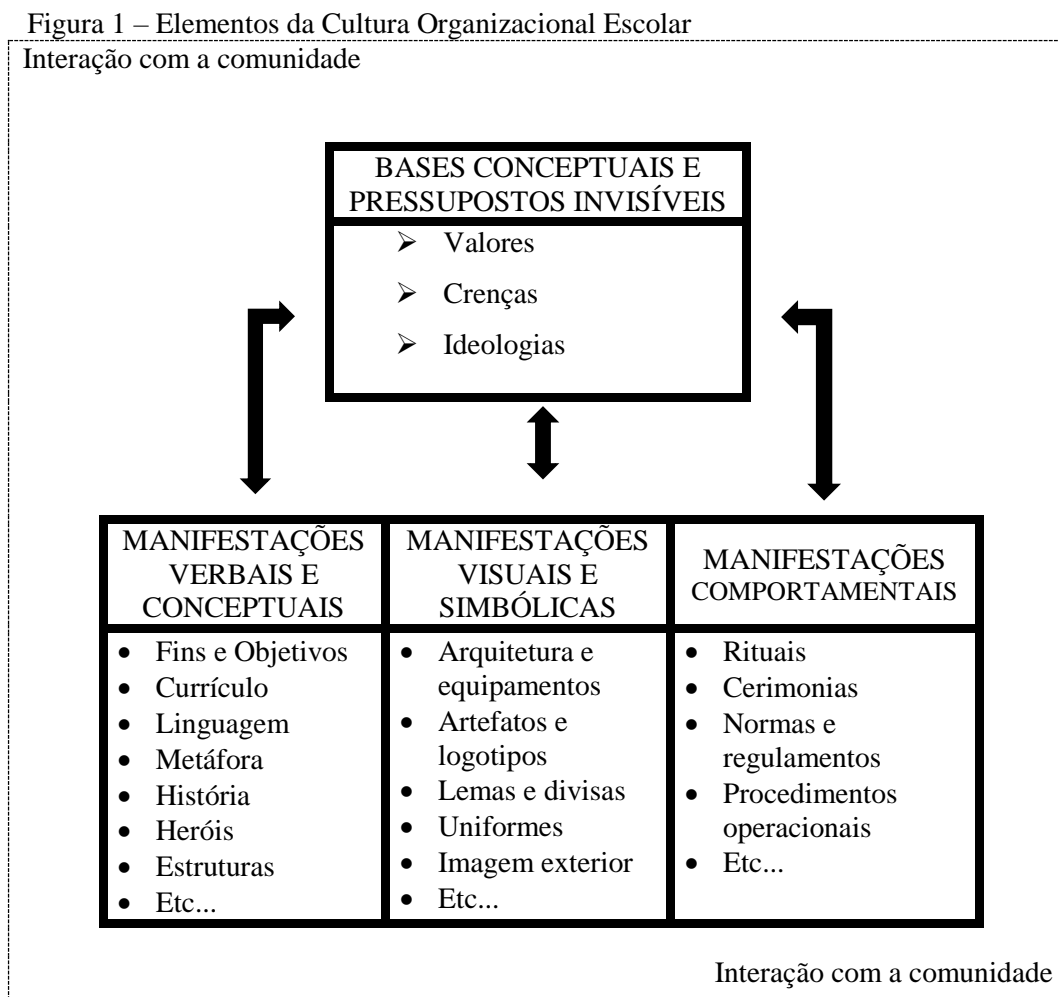 Figura 1 – Elementos da Cultura Organizacional Escolar
Interação com a comunidade
BASES CONCEPTUAIS E
PRESSUPOSTOS INVISÍVEIS
➢ Valores
➢ Crenças
➢ Ideologias
MANIFESTAÇÕES
VERBAIS E
CONCEPTUAIS
• Fins e Objetivos
• Currículo
• Linguagem
• Metáfora
• História
• Heróis
• Estruturas
• Etc...
MANIFESTAÇÕES
VISUAIS E
SIMBÓLICAS
• Arquitetura e
equipamentos
• Artefatos e
logotipos
• Lemas e divisas
• Uniformes
• Imagem exterior
• Etc...
MANIFESTAÇÕES
COMPORTAMENTAIS
• Rituais
• Cerimonias
• Normas e
regulamentos
• Procedimentos
operacionais
• Etc...
Interação com a comunidade